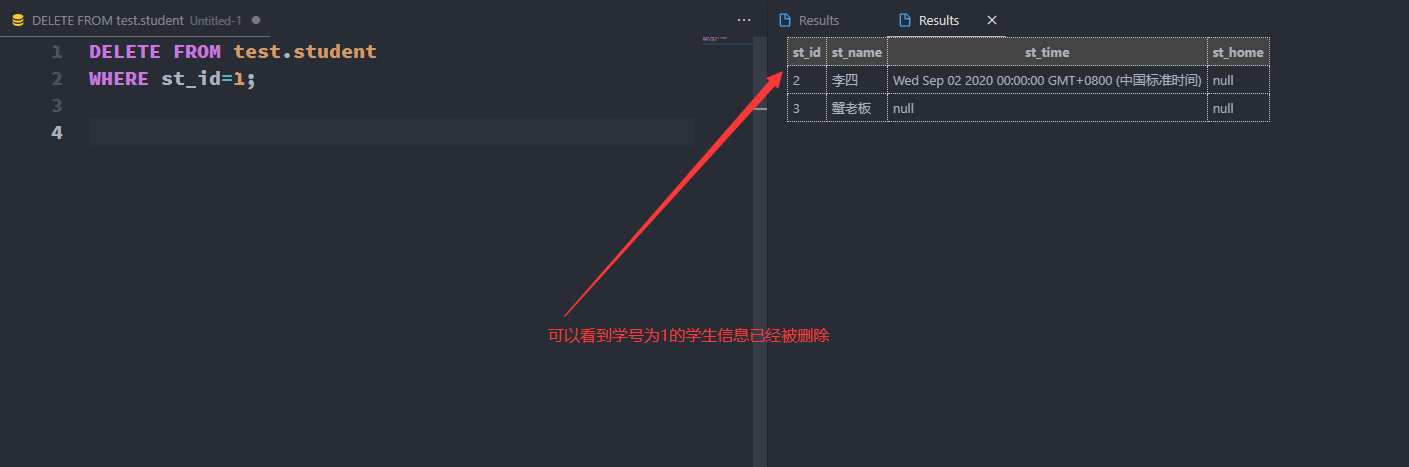 DELETE FROM test.student Untitled-1
1 DELETE FROM test.student
2 WHERE st_id=1;
3
4
Results
Results
st_id st_name st_time st_home
2 李四 Wed Sep 02 2020 00:00:00 GMT+0800 (中国标准时间) null
3 蟹老板 null null
可以看到学号为1的学生信息已经被删除